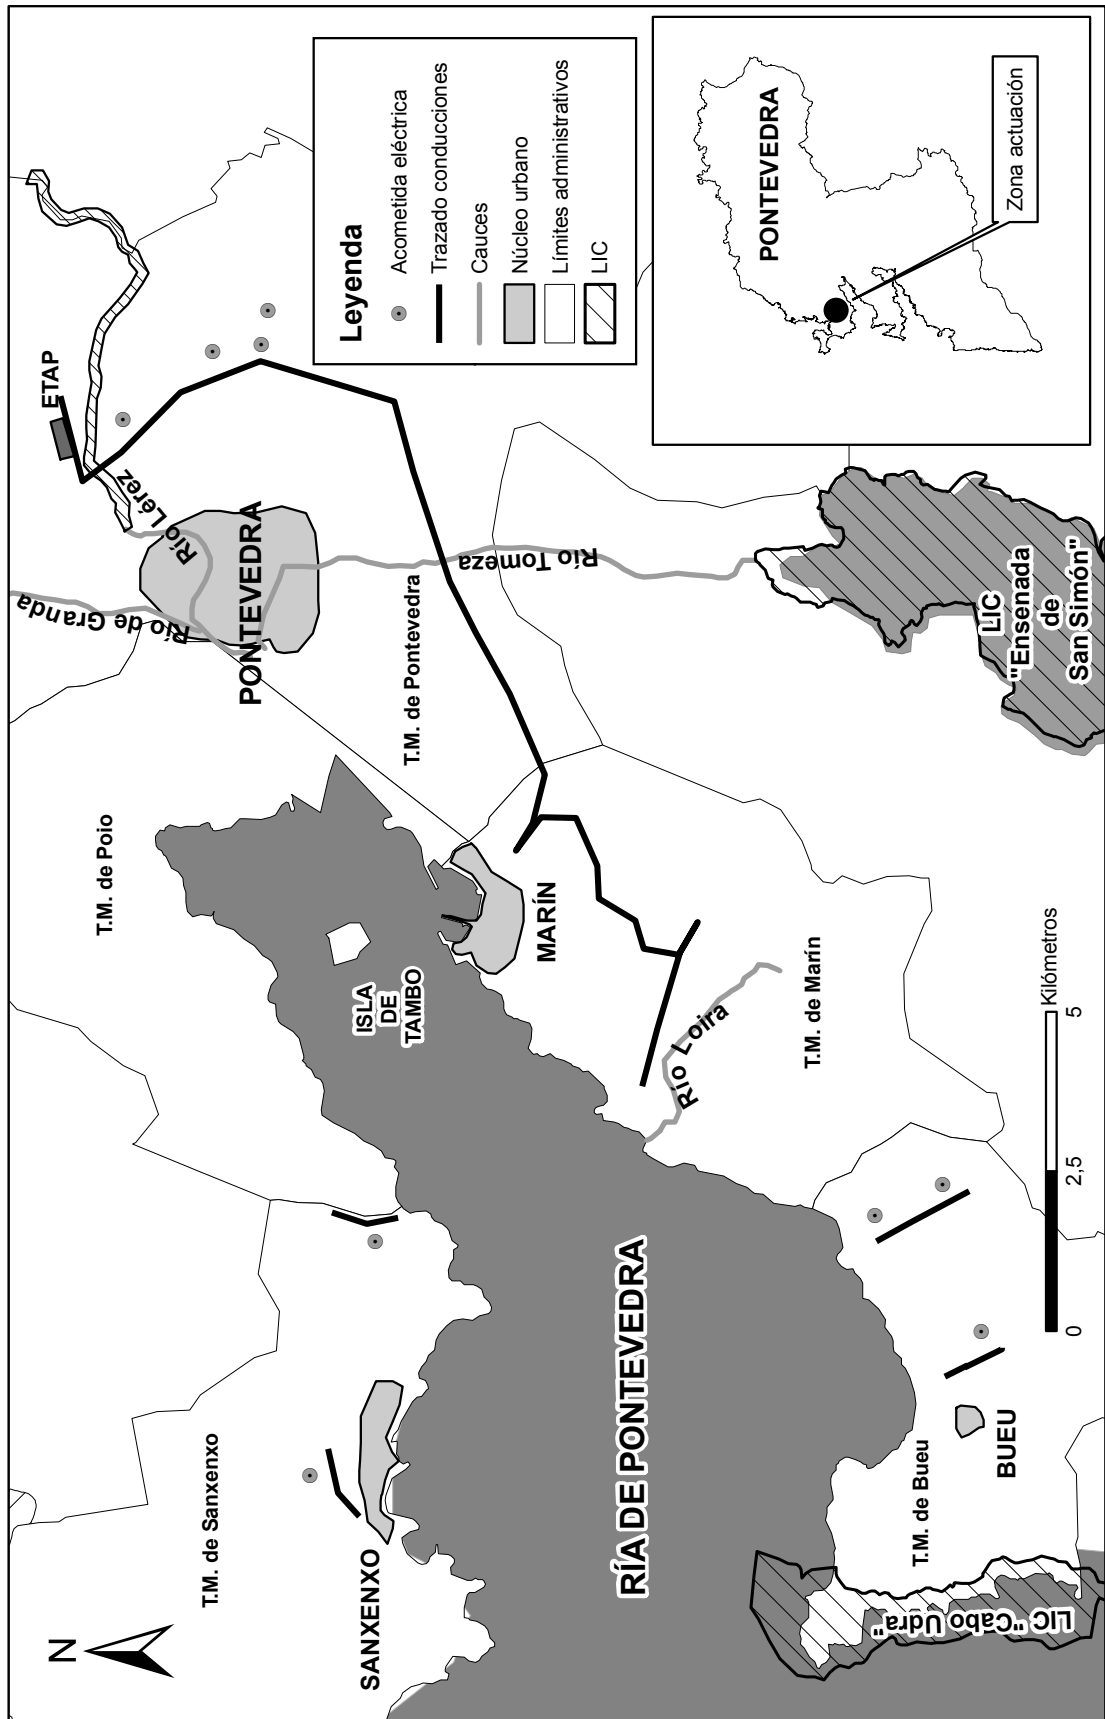 N
T.M. de Sanxenxo
SANXENXO
T.M. de Poio
Río de Granda
Río Lérez
ETAP
PONTEVEDRA
T.M. de Pontevedra
Río Tomeza
ISLA
DE
TAMBO
MARÍN
RÍA DE PONTEVEDRA
Río Loira
T.M. de Marín
LIC
"Ensenada
de
San Simón"
LIC "Cabo Udra"
T.M. de Bueu
BUEU
0
2,5
5
Kilómetros
Leyenda
Acometida eléctrica
Trazado conducciones
Cauces
Núcleo urbano
Límites administrativos
LIC
PONTEVEDRA
Zona actuación